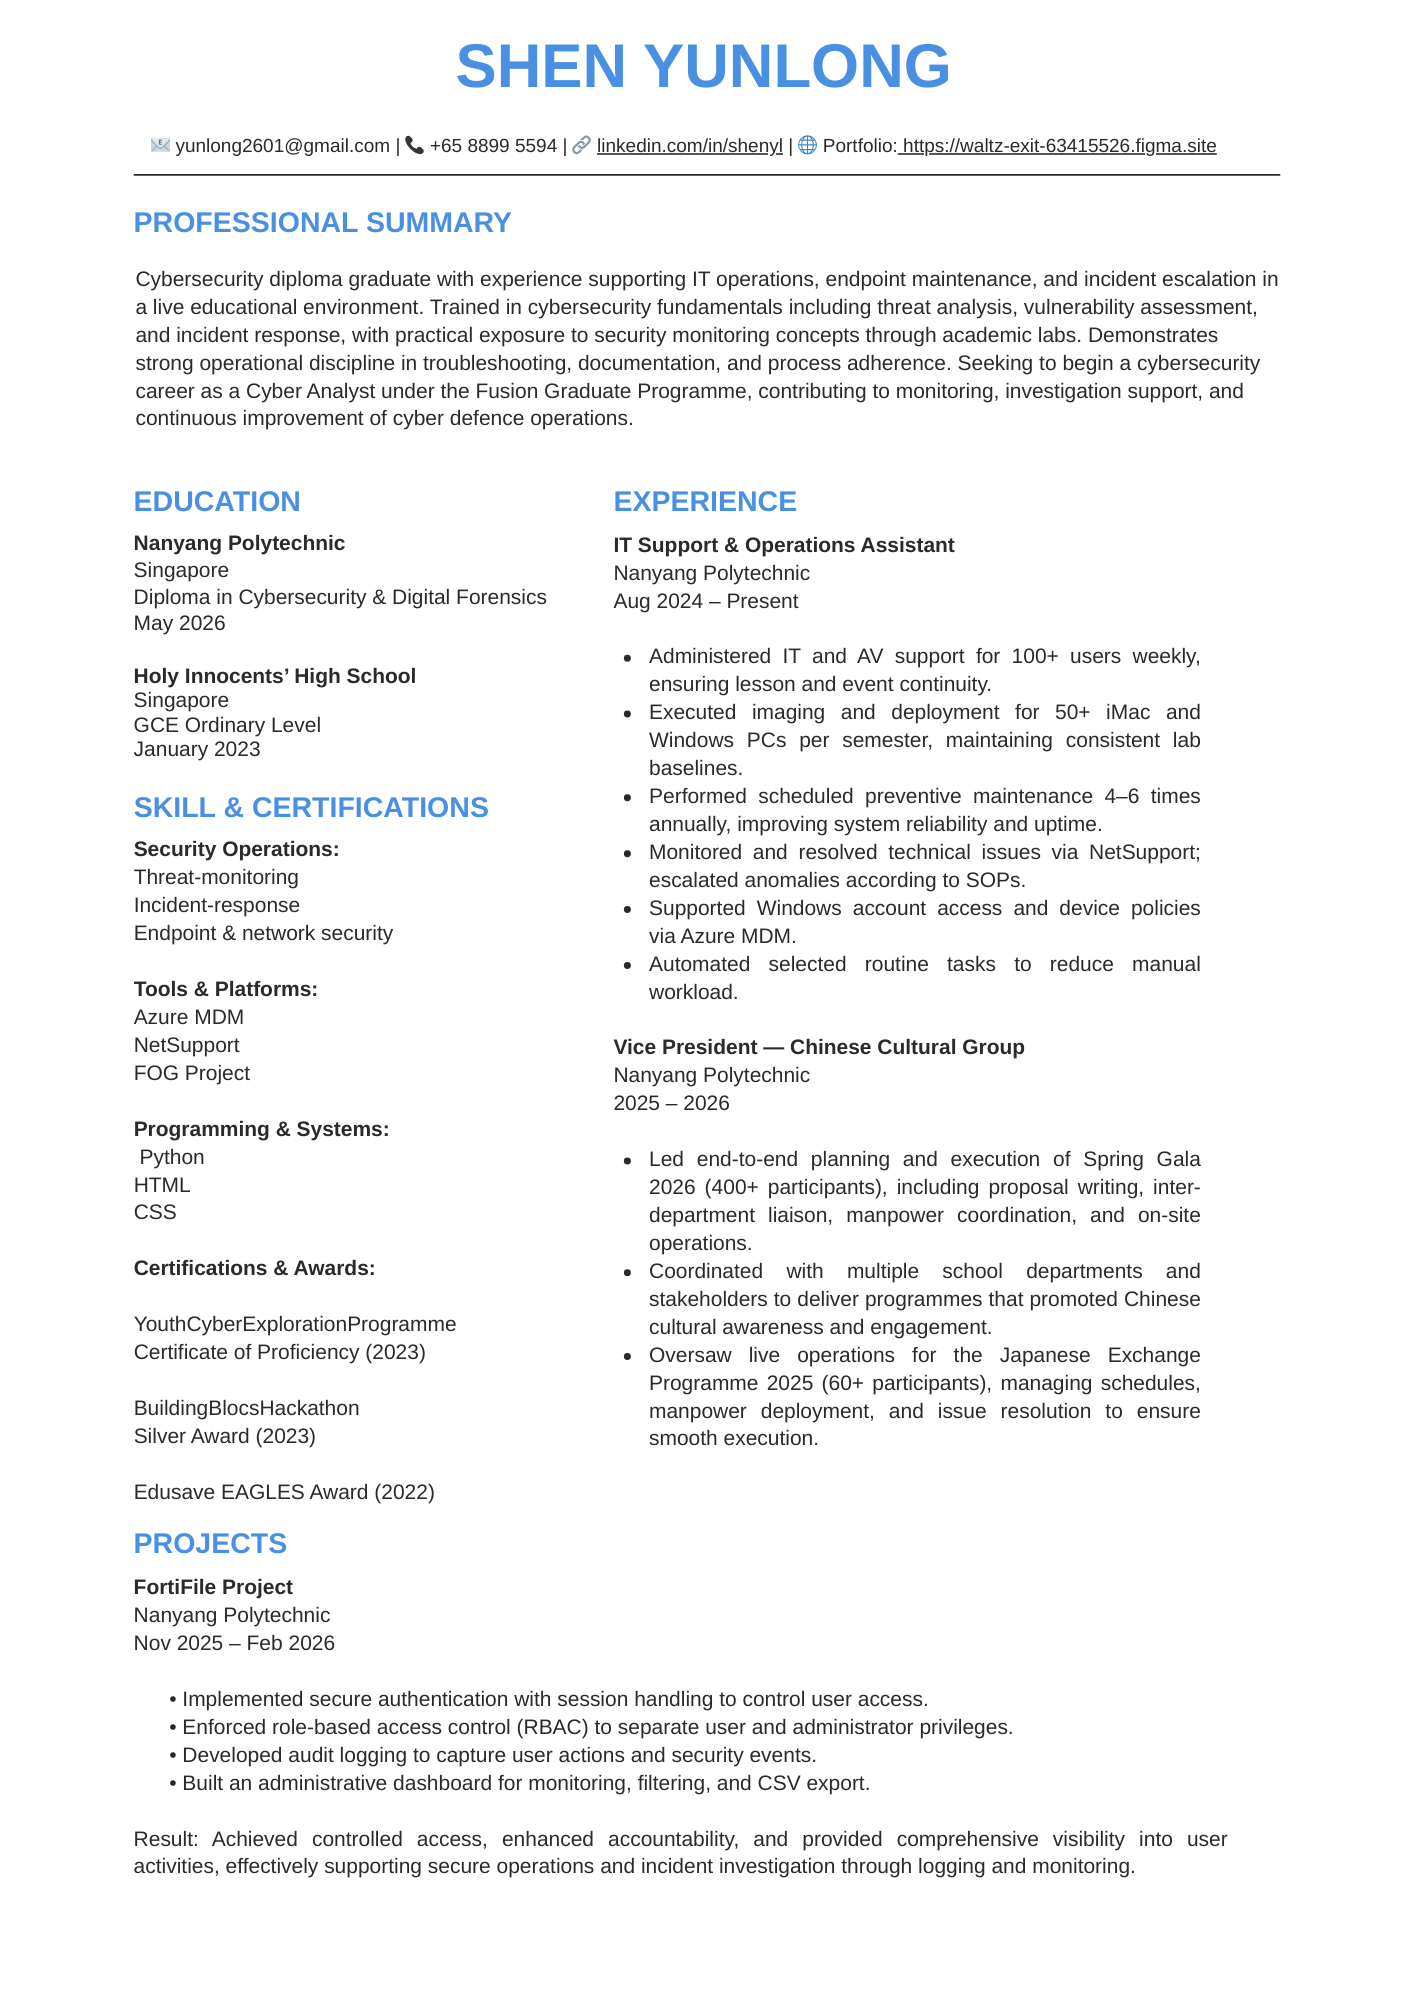 SHEN YUNLONG
yunlong2601@gmail.com | +65 8899 5594 | linkedin.com/in/shenyl | Portfolio: https://waltz-exit-63415526.figma.site
PROFESSIONAL SUMMARY
Cybersecurity diploma graduate with experience supporting IT operations, endpoint maintenance, and incident escalation in
a live educational environment. Trained in cybersecurity fundamentals including threat analysis, vulnerability assessment,
and incident response, with practical exposure to security monitoring concepts through academic labs. Demonstrates
strong operational discipline in troubleshooting, documentation, and process adherence. Seeking to begin a cybersecurity
career as a Cyber Analyst under the Fusion Graduate Programme, contributing to monitoring, investigation support, and
continuous improvement of cyber defence operations.
EDUCATION
Nanyang Polytechnic
Singapore
Diploma in Cybersecurity & Digital Forensics
May 2026
Holy Innocents’ High School
Singapore
GCE Ordinary Level
January 2023
SKILL & CERTIFICATIONS
Security Operations:
Threat-monitoring
Incident-response
Endpoint & network security
Tools & Platforms:
Azure MDM
NetSupport
FOG Project
Programming & Systems:
Python
HTML
CSS
Certifications & Awards:
YouthCyberExplorationProgramme
Certificate of Proficiency (2023)
BuildingBlocsHackathon
Silver Award (2023)
Edusave EAGLES Award (2022)
EXPERIENCE
IT Support & Operations Assistant
Nanyang Polytechnic
Aug 2024 – Present
• Administered IT and AV support for 100+ users weekly,
ensuring lesson and event continuity.
• Executed imaging and deployment for 50+ iMac and
Windows PCs per semester, maintaining consistent lab
baselines.
• Performed scheduled preventive maintenance 4–6 times
annually, improving system reliability and uptime.
• Monitored and resolved technical issues via NetSupport;
escalated anomalies according to SOPs.
• Supported Windows account access and device policies
via Azure MDM.
• Automated selected routine tasks to reduce manual
workload.
Vice President — Chinese Cultural Group
Nanyang Polytechnic
2025 – 2026
• Led end-to-end planning and execution of Spring Gala
2026 (400+ participants), including proposal writing, inter-
department liaison, manpower coordination, and on-site
operations.
• Coordinated with multiple school departments and
stakeholders to deliver programmes that promoted Chinese
cultural awareness and engagement.
• Oversaw live operations for the Japanese Exchange
Programme 2025 (60+ participants), managing schedules,
manpower deployment, and issue resolution to ensure
smooth execution.
PROJECTS
FortiFile Project
Nanyang Polytechnic
Nov 2025 – Feb 2026
• Implemented secure authentication with session handling to control user access.
• Enforced role-based access control (RBAC) to separate user and administrator privileges.
• Developed audit logging to capture user actions and security events.
• Built an administrative dashboard for monitoring, filtering, and CSV export.
Result: Achieved controlled access, enhanced accountability, and provided comprehensive visibility into user
activities, effectively supporting secure operations and incident investigation through logging and monitoring.